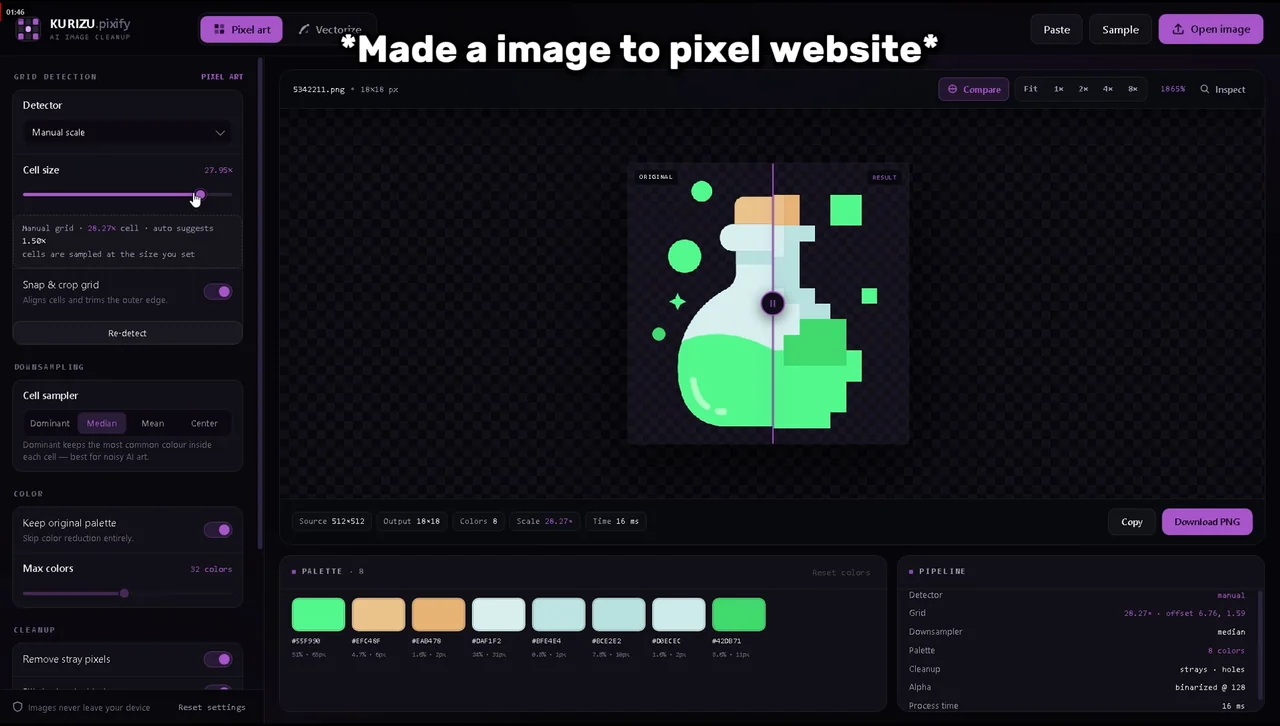 01:46
KURIZU.pixify
AI IMAGE CLEANUP
Pixel art
Vectorize
*Made a image to pixel website*
Paste
Sample
Open image
GRID DETECTION
PIXEL ART
Detector
Manual scale
Cell size
27.95×
Manual grid · 28.27× cell · auto suggests
1.50×
cells are sampled at the size you set
Snap & crop grid
Aligns cells and trims the outer edge.
Re-detect
DOWNSAMPLING
Cell sampler
Dominant Median Mean Center
Dominant keeps the most common colour inside
each cell — best for noisy AI art.
COLOR
Keep original palette
Skip color reduction entirely.
Max colors
32 colors
CLEANUP
Remove stray pixels
Images never leave your device
Reset settings
5342211.png • 18×18 px
Compare
Fit 1× 2× 4× 8×
1865%
Inspect
ORIGINAL
RESULT
Source 512×512
Output 18×18
Colors 8
Scale 28.27×
Time 16 ms
Copy
Download PNG
PALETTE · 8
Reset colors
#55F990 #EFC48F #EAB478 #DAF1F2 #BFE4E4 #BCE2E2 #D0ECEC #42DB71
PIPELINE
Detector manual
Grid 28.27× · offset 6.76, 1.59
Downsampler median
Palette 8 colors
Cleanup strays · holes
Alpha binarized @ 128
Process time 16 ms